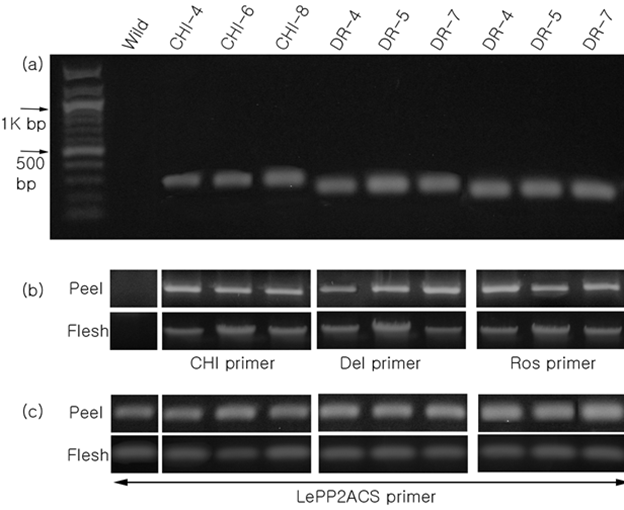 Wild CHI-4 CHI-6 CHI-8 DR-4 DR-5 DR-7 DR-4 DR-5 DR-7
(a)
1K bp
500
bp
(b) Peel
Flesh
CHI primer Del primer Ros primer
(c) Peel
Flesh
LePP2ACS primer